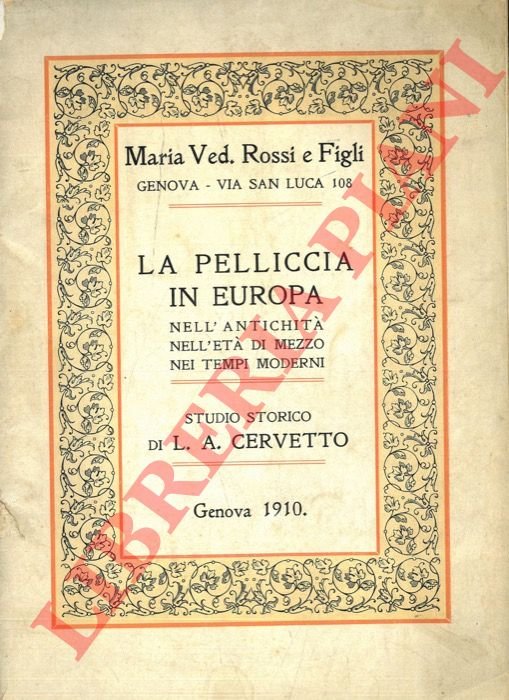 Maria Ved. Rossi e Figli
GENOVA - VIA SAN LUCA 108
LA PELLICCIA
IN EUROPA
NELL'ANTICHITÀ
NELL'ETÀ DI MEZZO
NEI TEMPI MODERNI
STUDIO STORICO
DI L. A. CERVETTO
Genova 1910.
LIBRERIA PIANI